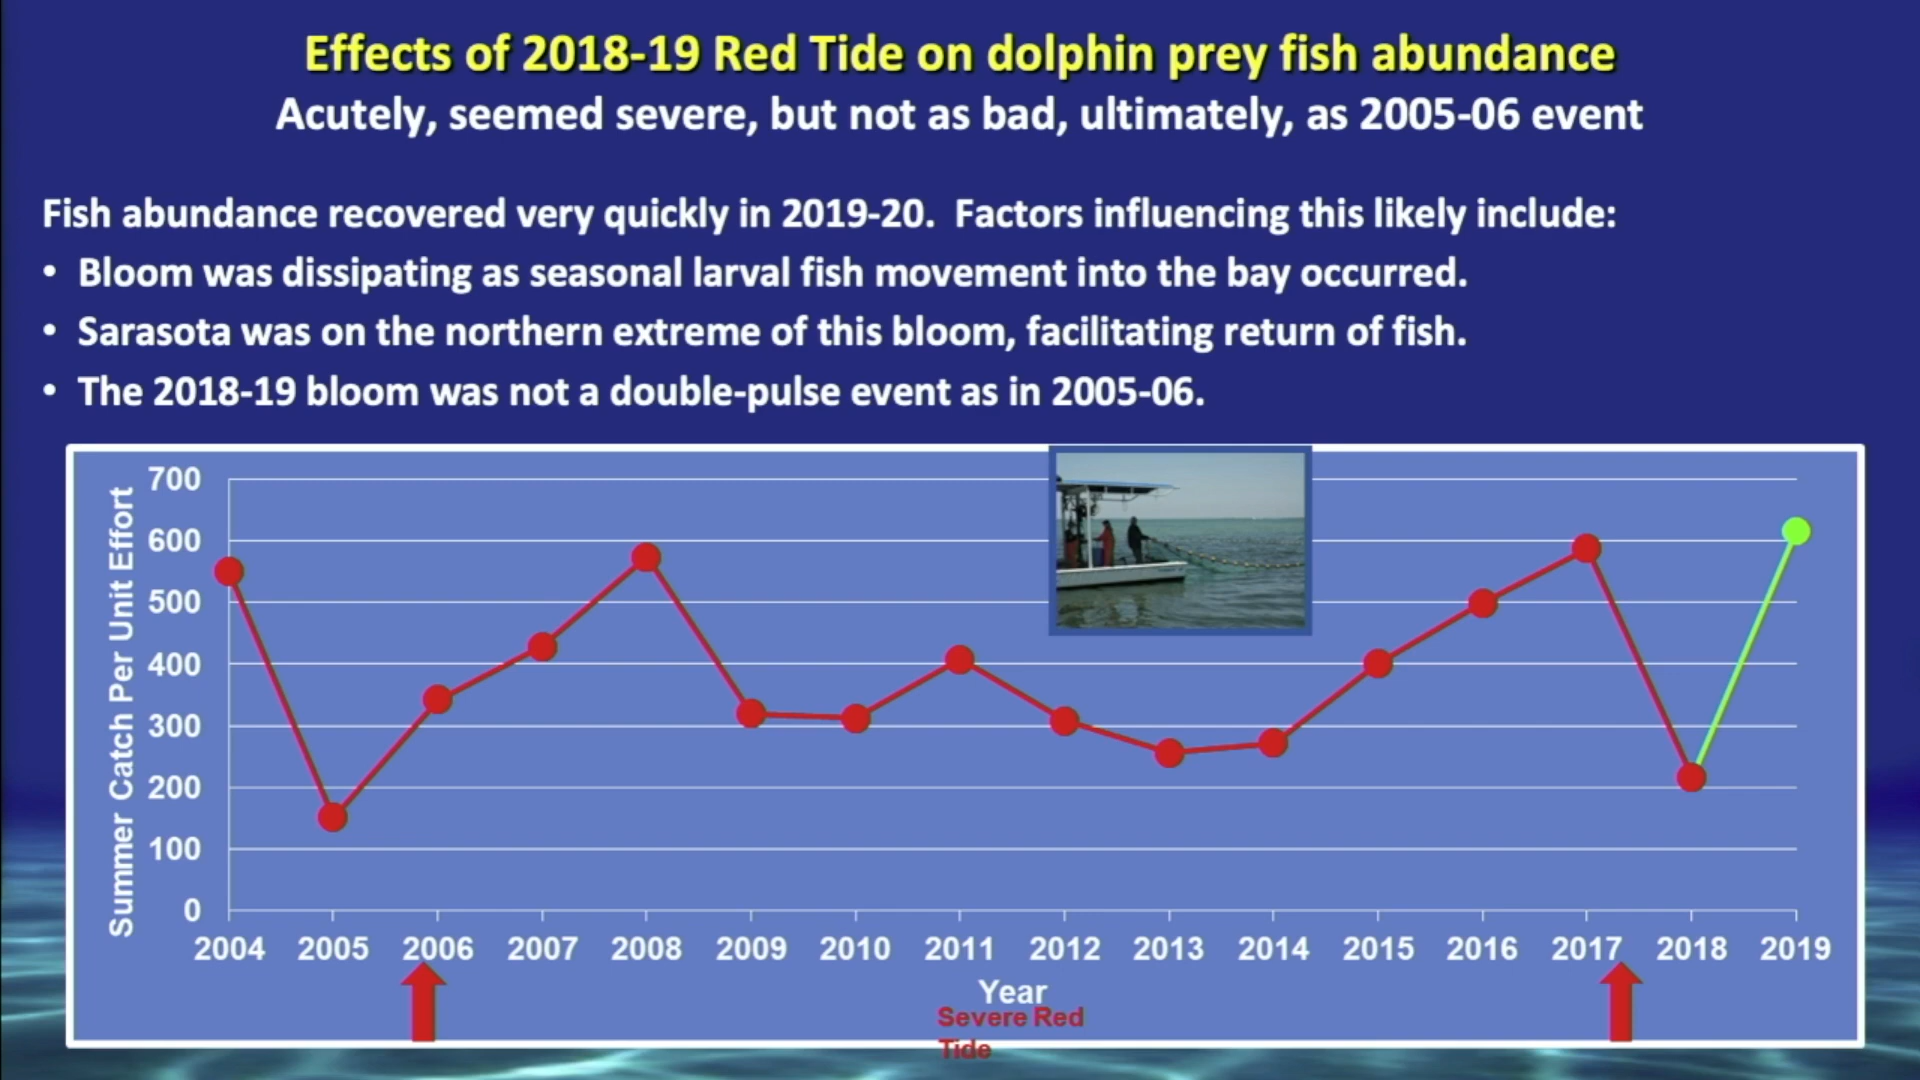 Effects of 2018-19 Red Tide on dolphin prey fish abundance
Acutely, seemed severe, but not as bad, ultimately, as 2005-06 event
Fish abundance recovered very quickly in 2019-20. Factors influencing this likely include:
• Bloom was dissipating as seasonal larval fish movement into the bay occurred.
• Sarasota was on the northern extreme of this bloom, facilitating return of fish.
• The 2018-19 bloom was not a double-pulse event as in 2005-06.
Summer Catch Per Unit Effort
700
600
500
400
300
200
100
0
2004 2005 2006 2007 2008 2009 2010 2011 2012 2013 2014 2015 2016 2017 2018 2019
Year
Severe Red
Tide